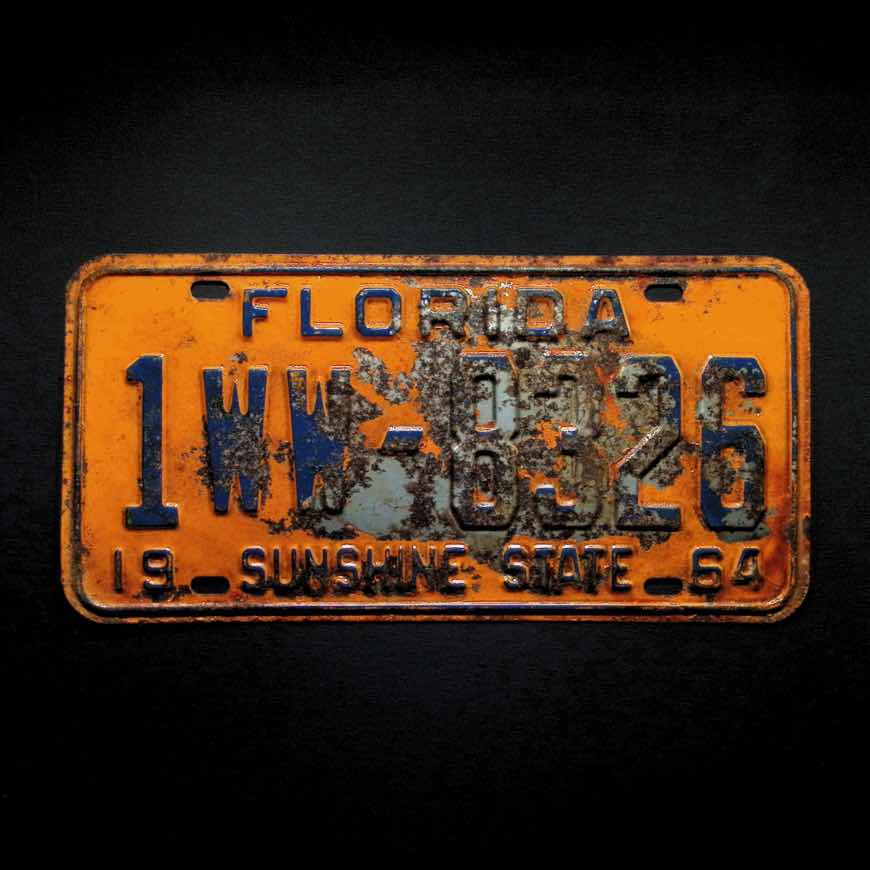 FLORIDA
1WW-8326
19 SUNSHINE STATE 64